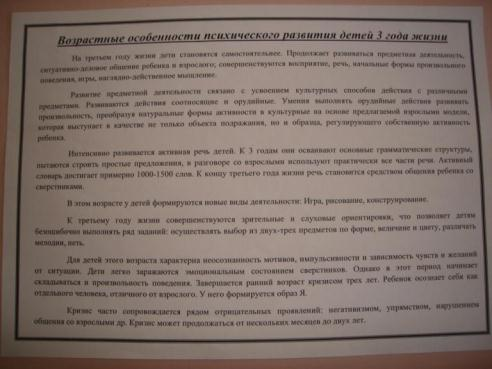 Возрастные особенности психического развития детей 3 года жизни
На третьем году жизни дети становятся самостоятельнее. Продолжает развиваться предметная деятельность,
ситуативно-деловое общение ребенка и взрослого; совершенствуются восприятие, речь, начальные формы произвольного
поведения, игры, наглядно-действенное мышление.
Развитие предметной деятельности связано с усвоением культурных способов действия с различными
предметами. Развиваются действия соотносящие и орудийные. Умения выполнять орудийные действия развивать
произвольность, преобразуя натуральные формы активности в культурные на основе предлагаемой взрослыми модели,
которая выступает в качестве не только объекта подражания, но и образца, регулирующего собственную активность
ребенка.
Интенсивно развивается активная речь детей. К 3 годам они осваивают основные грамматические структуры,
пытаются строить простые предложения, в разговоре со взрослыми используют практически все части речи. Активный
словарь достигает примерно 1000-1500 слов. К концу третьего года жизни речь становится средством общения ребенка со
сверстниками.
В этом возрасте у детей формируются новые виды деятельности: Игра, рисование, конструирование.
К третьему году жизни совершенствуются зрительные и слуховые ориентировки, что позволяет детям
безошибочно выполнять ряд заданий: осуществлять выбор из двух-трех предметов по форме, величине и цвету, различать
мелодии, петь.
Для детей этого возраста характерна неосознанность мотивов, импульсивность и зависимость чувств и желаний
от ситуации. Дети легко заражаются эмоциональным состоянием сверстников. Однако в этот период начинает
складываться и произвольность поведения. Завершается ранний возраст кризисом трех лет. Ребенок осознает себя как
отдельного человека, отличного от взрослого. У него формируется образ Я.
Кризис часто сопровождается рядом отрицательных проявлений: негативизмом, упрямством, нарушением
общения со взрослыми др. Кризис может продолжаться от нескольких месяцев до двух лет.